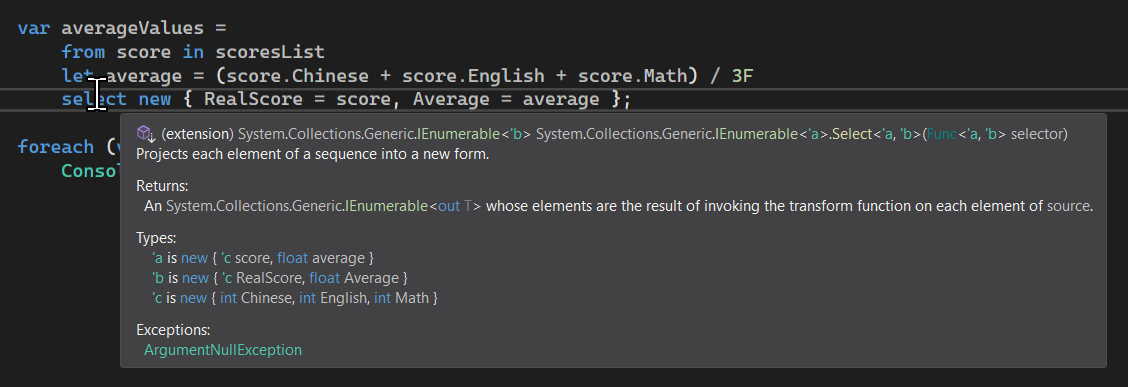 var averageValues =
from score in scoresList
let average = (score.Chinese + score.English + score.Math) / 3F
select new { RealScore = score, Average = average };
(extension) System.Collections.Generic.IEnumerable<'b> System.Collections.Generic.IEnumerable<'a>.Select<'a, 'b>(Func<'a, 'b> selector)
foreach (
Projects each element of a sequence into a new form.
Conso
Returns:
An System.Collections.Generic.IEnumerable<out T> whose elements are the result of invoking the transform function on each element of source.
Types:
'a is new { 'c score, float average }
'b is new { 'c RealScore, float Average }
'c is new { int Chinese, int English, int Math }
Exceptions:
ArgumentNullException